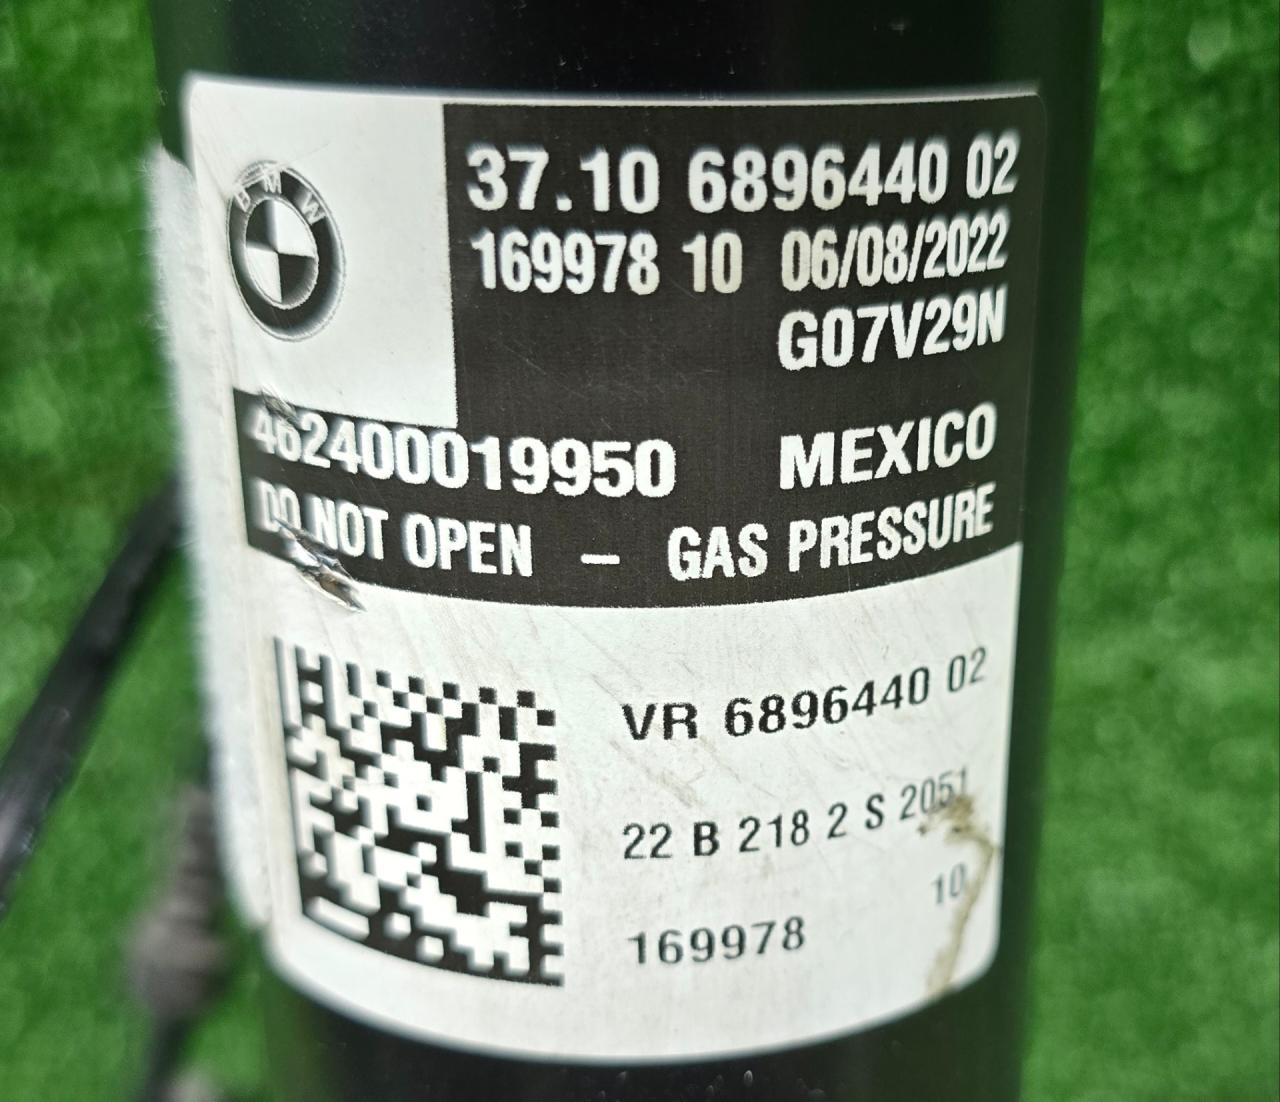 BMW
37.10 6896440 02
169978 10 06/08/2022
G07V29N
462400019950 MEXICO
DO NOT OPEN – GAS PRESSURE
VR 6896440 02
22 B 218 2 S 2051
10
169978